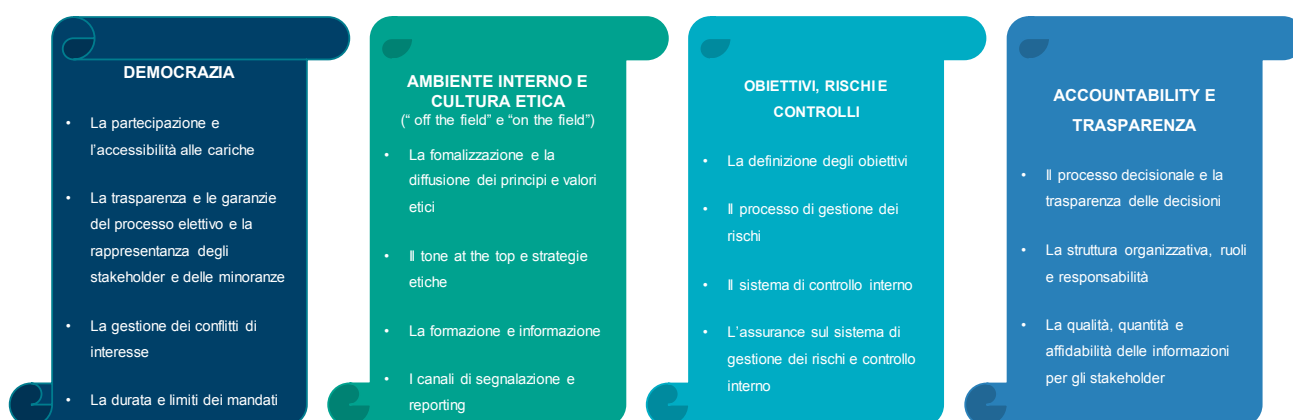 DEMOCRAZIA
• La partecipazione e
l'accessibilità alle cariche
• La trasparenza e le garanzie
del processo elettivo e la
rappresentanza degli
stakeholder e delle minoranze
• La gestione dei conflitti di
interesse
• La durata e limiti dei mandati
AMBIENTE INTERNO E
CULTURA ETICA
(“ off the field” e “on the field”)
• La fomalizzazione e la
diffusione dei principi e valori
etici
• Il tone at the top e strategie
etiche
• La formazione e informazione
• I canali di segnalazione e
reporting
OBIETTIVI, RISCHI E
CONTROLLI
• La definizione degli obiettivi
• Il processo di gestione dei
rischi
• Il sistema di controllo interno
• L’assurance sul sistema di
gestione dei rischi e controllo
interno
ACCOUNTABILITY E
TRASPARENZA
• Il processo decisionale e la
trasparenza delle decisioni
• La struttura organizzativa, ruoli
e responsabilità
• La qualità, quantità e
affidabilità delle informazioni
per gli stakeholder